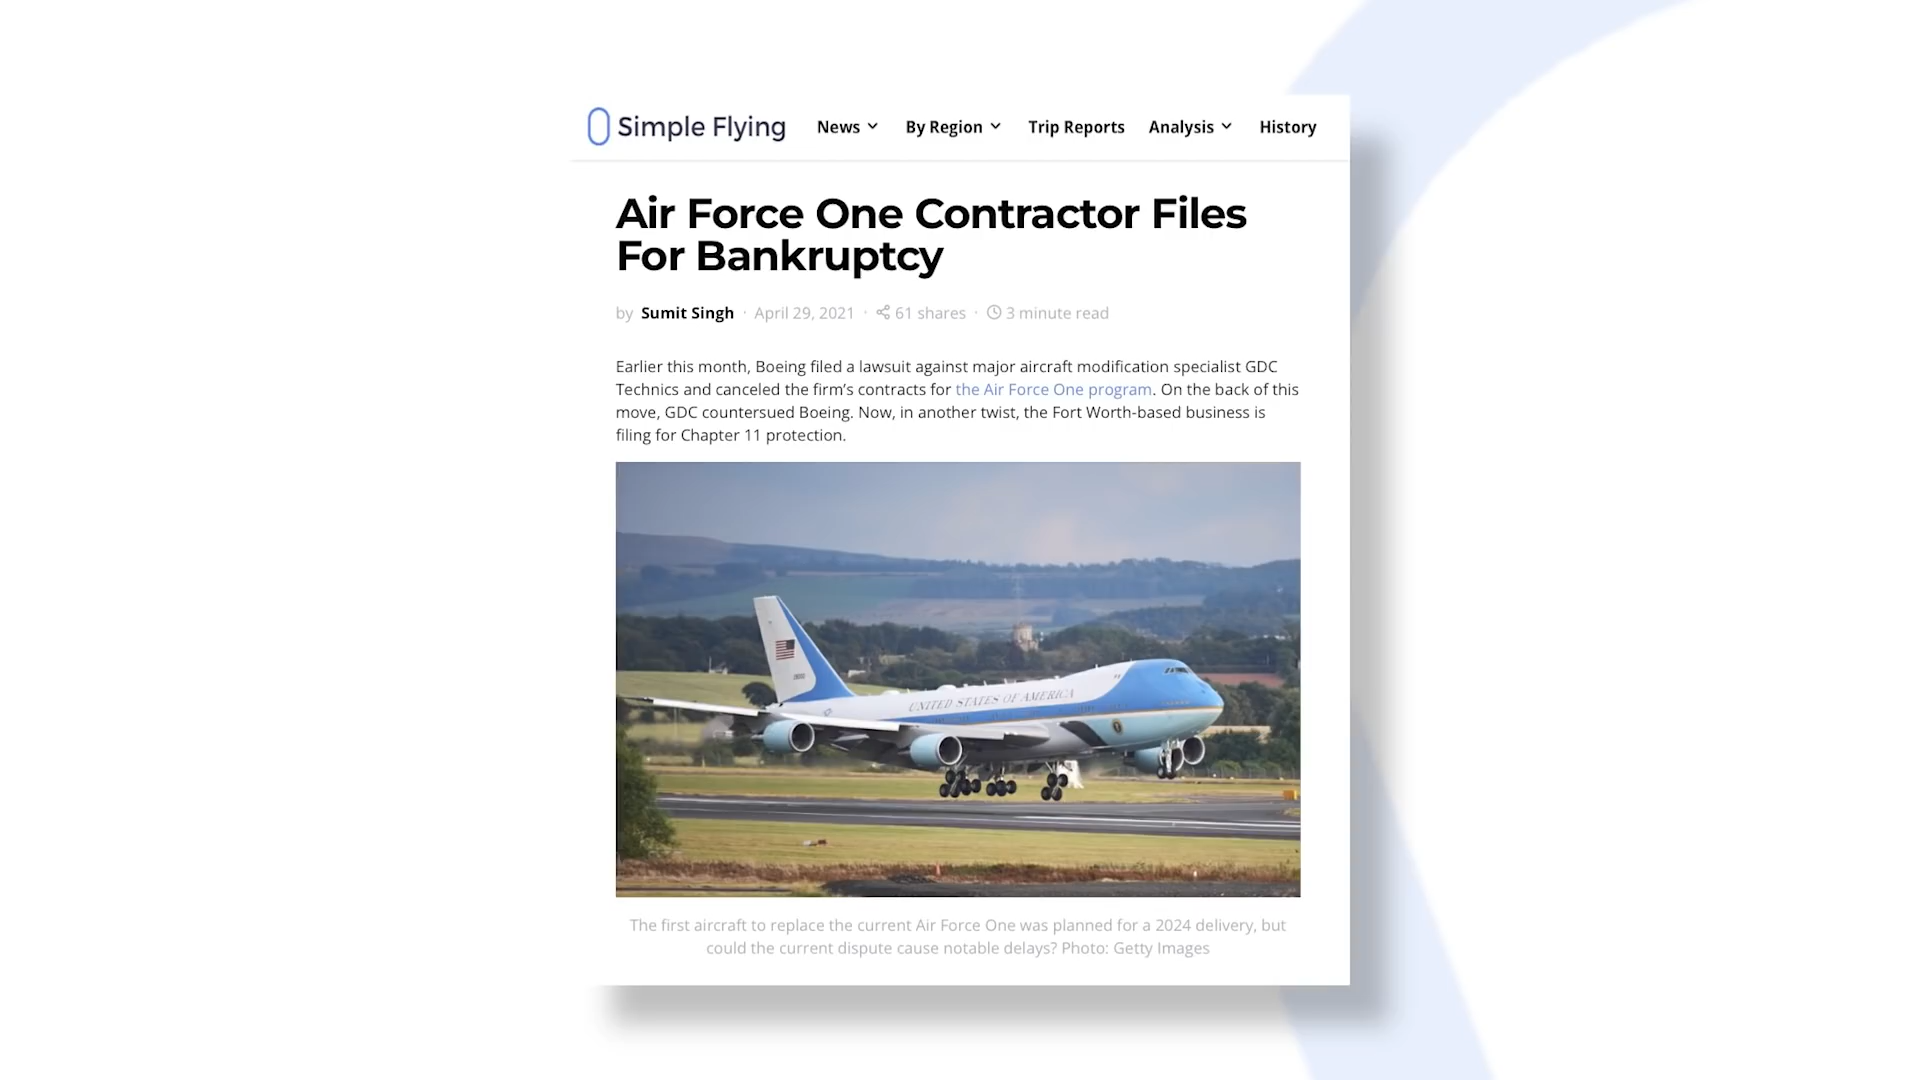 Simple Flying
News
By Region
Trip Reports
Analysis
History
Air Force One Contractor Files
For Bankruptcy
by Sumit Singh · April 29, 2021 · 61 shares · 3 minute read
Earlier this month, Boeing filed a lawsuit against major aircraft modification specialist GDC
Technics and canceled the firm’s contracts for the Air Force One program. On the back of this
move, GDC countersued Boeing. Now, in another twist, the Fort Worth-based business is
filing for Chapter 11 protection.
UNITED STATES OF AMERICA
The first aircraft to replace the current Air Force One was planned for a 2024 delivery, but
could the current dispute cause notable delays? Photo: Getty Images